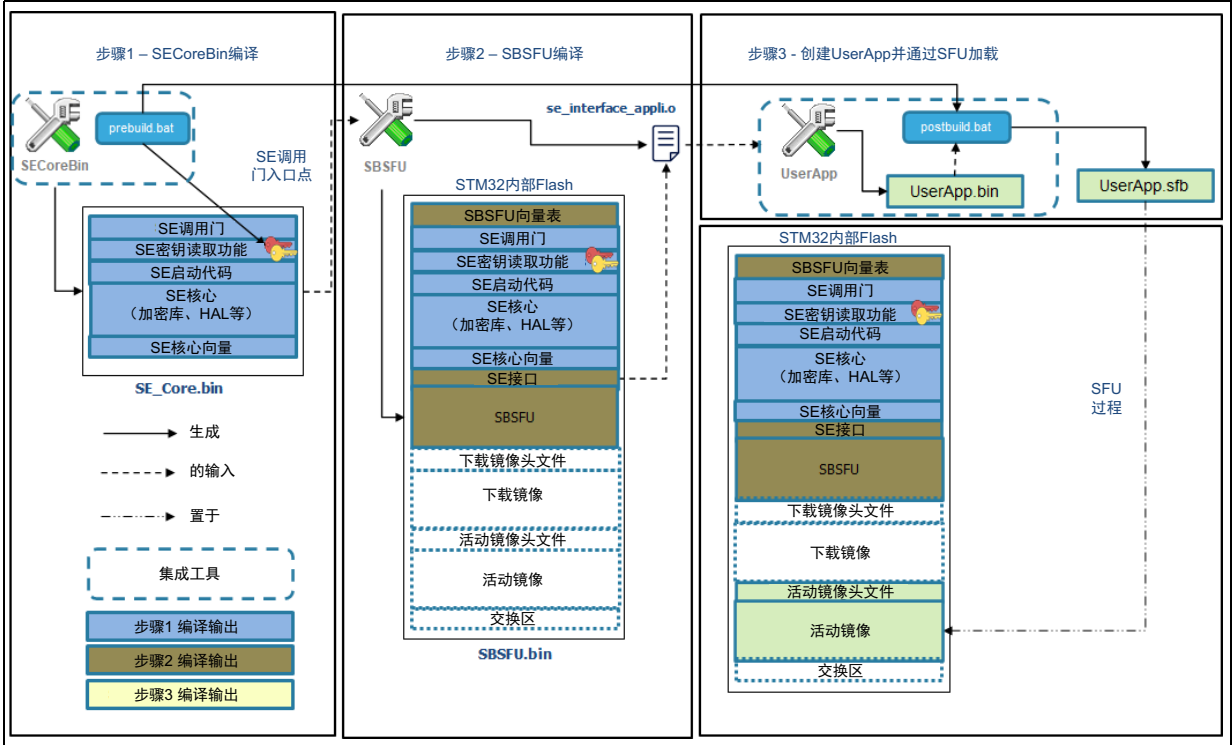 步骤1 – SECoreBin编译
prebuild.bat
SECoreBin
SE调用
门入口点
SE调用门
SE密钥读取功能
SE启动代码
SE核心
（加密库、HAL等）
SE核心向量
SE_Core.bin
生成
的输入
置于
集成工具
步骤1 编译输出
步骤2 编译输出
步骤3 编译输出
步骤2 – SBSFU编译
se_interface_appli.o
SBSFU
STM32内部Flash
SBSFU向量表
SE调用门
SE密钥读取功能
SE启动代码
SE核心
（加密库、HAL等）
SE核心向量
SE接口
SBSFU
下载镜像头文件
下载镜像
活动镜像头文件
活动镜像
交换区
SBSFU.bin
步骤3 - 创建UserApp并通过SFU加载
postbuild.bat
UserApp
UserApp.bin
UserApp.sfb
STM32内部Flash
SBSFU向量表
SE调用门
SE密钥读取功能
SE启动代码
SE核心
（加密库、HAL等）
SE核心向量
SE接口
SBSFU
下载镜像头文件
下载镜像
活动镜像头文件
活动镜像
交换区
SFU
过程